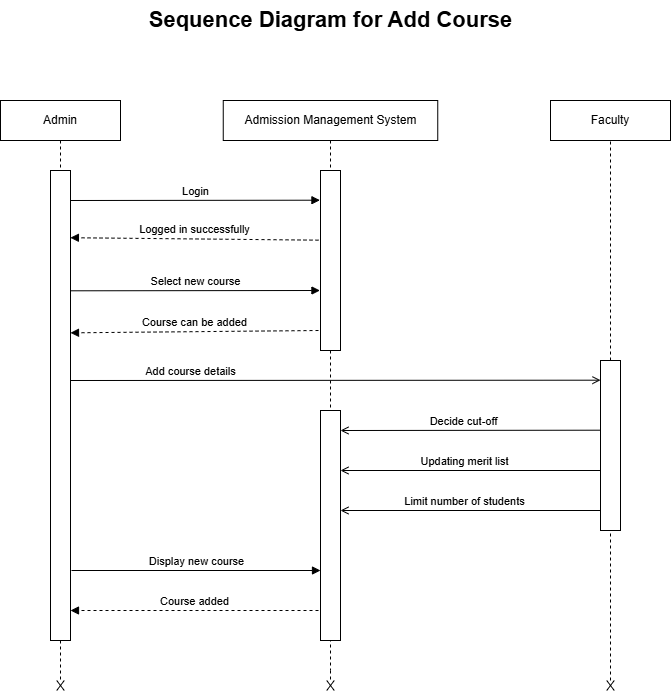 Sequence Diagram for Add Course
Admin
Admission Management System
Faculty
Login
Logged in successfully
Select new course
Course can be added
Add course details
Decide cut-off
Updating merit list
Limit number of students
Display new course
Course added
X
X
X